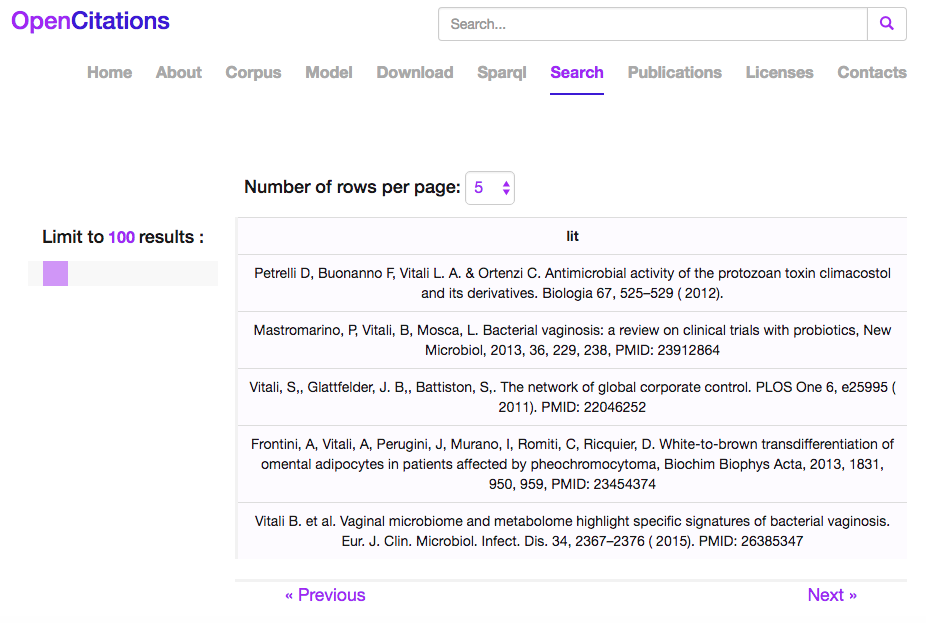 OpenCitations
Search...
Home About Corpus Model Download Sparql Search Publications Licenses Contacts
Number of rows per page: 5
Limit to 100 results :
lit
Petrelli D, Buonanno F, Vitali L. A. & Ortenzi C. Antimicrobial activity of the protozoan toxin climacostol
and its derivatives. Biologia 67, 525–529 ( 2012).
Mastromarino, P, Vitali, B, Mosca, L. Bacterial vaginosis: a review on clinical trials with probiotics, New
Microbiol, 2013, 36, 229, 238, PMID: 23912864
Vitali, S,, Glattfelder, J. B,, Battiston, S,. The network of global corporate control. PLOS One 6, e25995 (
2011). PMID: 22046252
Frontini, A, Vitali, A, Perugini, J, Murano, I, Romiti, C, Ricquier, D. White-to-brown transdifferentiation of
omental adipocytes in patients affected by pheochromocytoma, Biochim Biophys Acta, 2013, 1831,
950, 959, PMID: 23454374
Vitali B. et al. Vaginal microbiome and metabolome highlight specific signatures of bacterial vaginosis.
Eur. J. Clin. Microbiol. Infect. Dis. 34, 2367–2376 ( 2015). PMID: 26385347
« Previous Next »